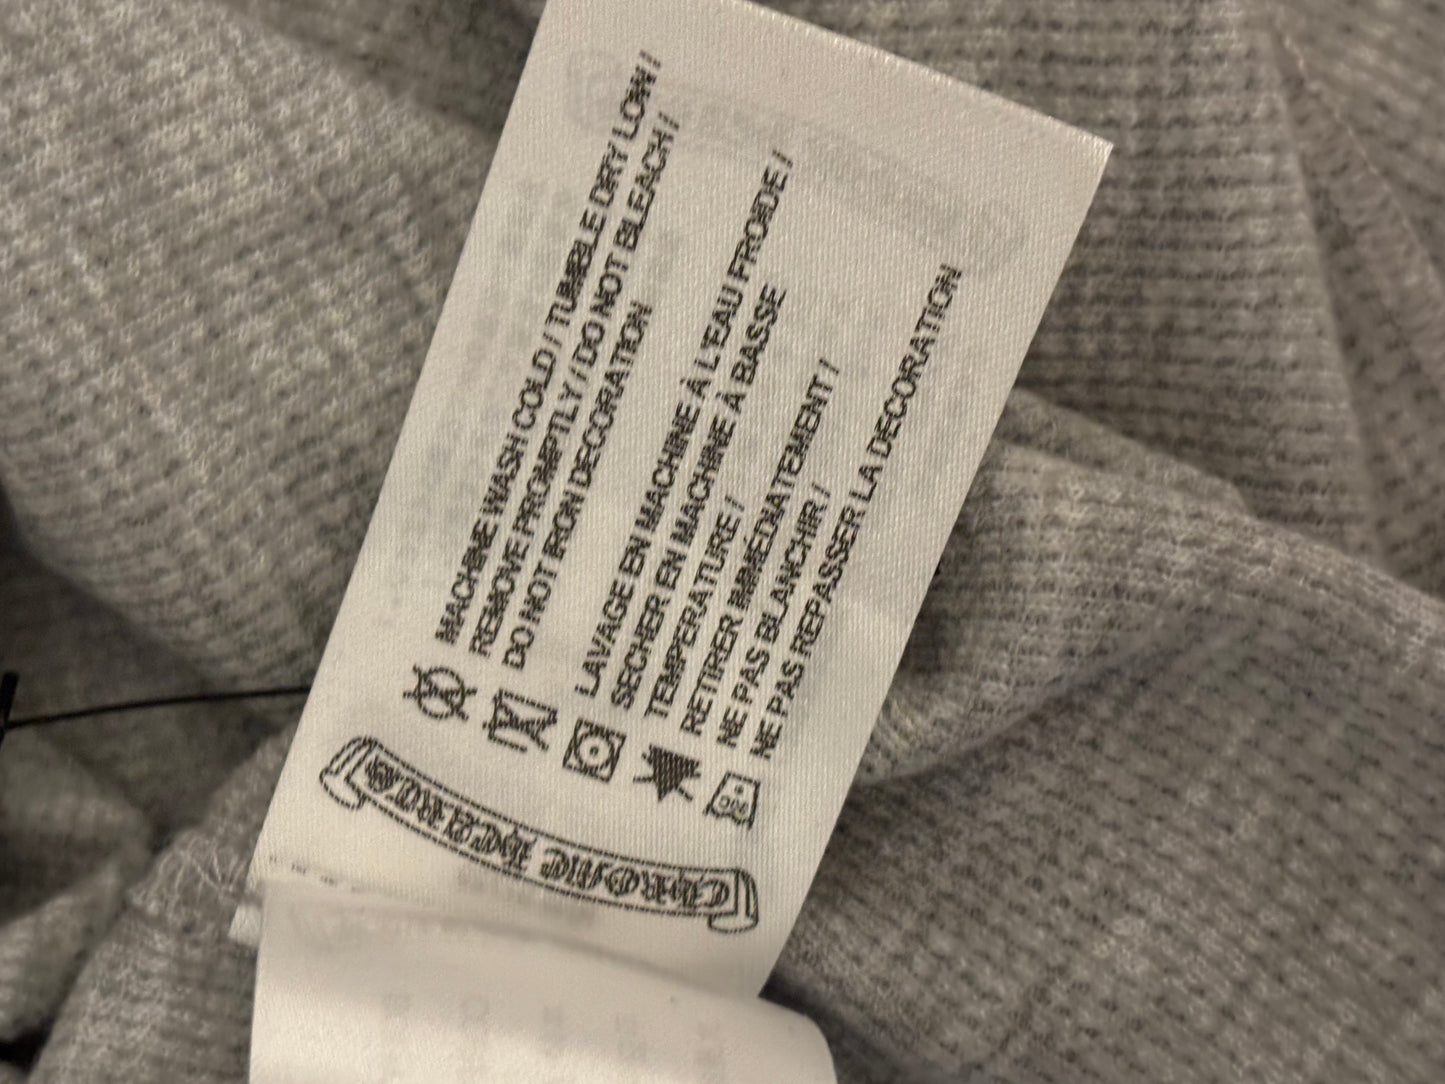 MACHINE WASH COLD / TUMBLE DRY LOW /
REMOVE PROMPTLY / DO NOT BLEACH /
DO NOT IRON DECORATION
LAVAGE EN MACHINE À L'EAU FROIDE /
SECHER EN MACHINE À BASSE
TEMPERATURE /
RETIRER IMMÉDIATEMENT /
NE PAS BLANCHIR /
NE PAS REPASSER LA DECORATION
CHROME HEARTS